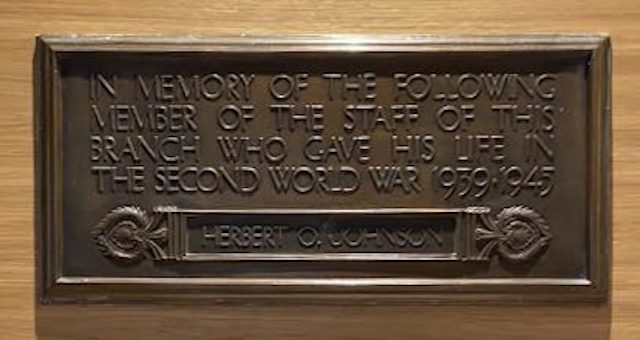 IN MEMORY OF THE FOLLOWING
MEMBER OF THE STAFF OF THIS
BRANCH WHO GAVE HIS LIFE IN
THE SECOND WORLD WAR 1939·1945
HERBERT O. JOHNSON